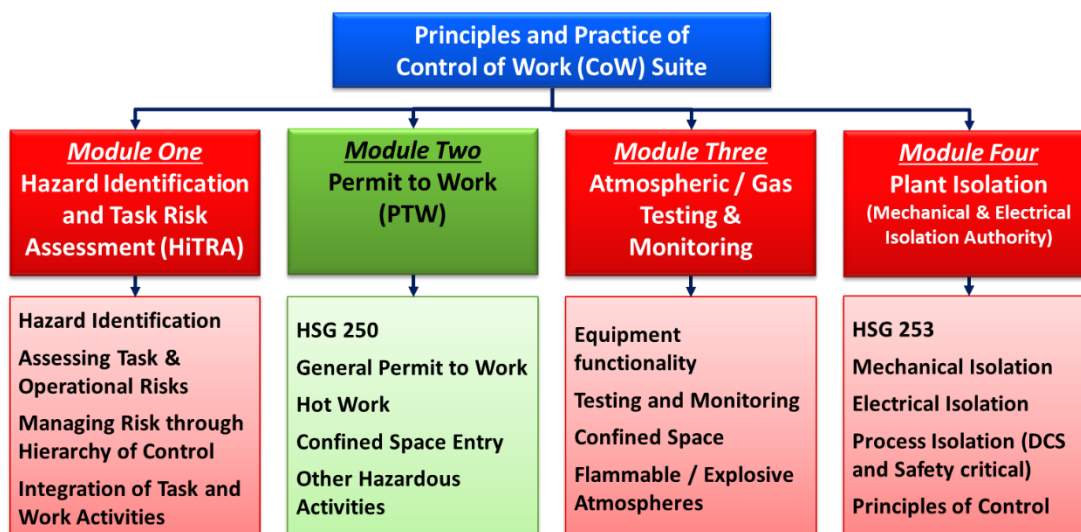 Principles and Practice of
Control of Work (CoW) Suite
Module One
Hazard Identification
and Task Risk
Assessment (HiTRA)
Module Two
Permit to Work
(PTW)
Module Three
Atmospheric / Gas
Testing &
Monitoring
Module Four
Plant Isolation
(Mechanical & Electrical
Isolation Authority)
Hazard Identification
Assessing Task &
Operational Risks
Managing Risk through
Hierarchy of Control
Integration of Task and
Work Activities
HSG 250
General Permit to Work
Hot Work
Confined Space Entry
Other Hazardous
Activities
Equipment
functionality
Testing and Monitoring
Confined Space
Flammable / Explosive
Atmospheres
HSG 253
Mechanical Isolation
Electrical Isolation
Process Isolation (DCS
and Safety critical)
Principles of Control